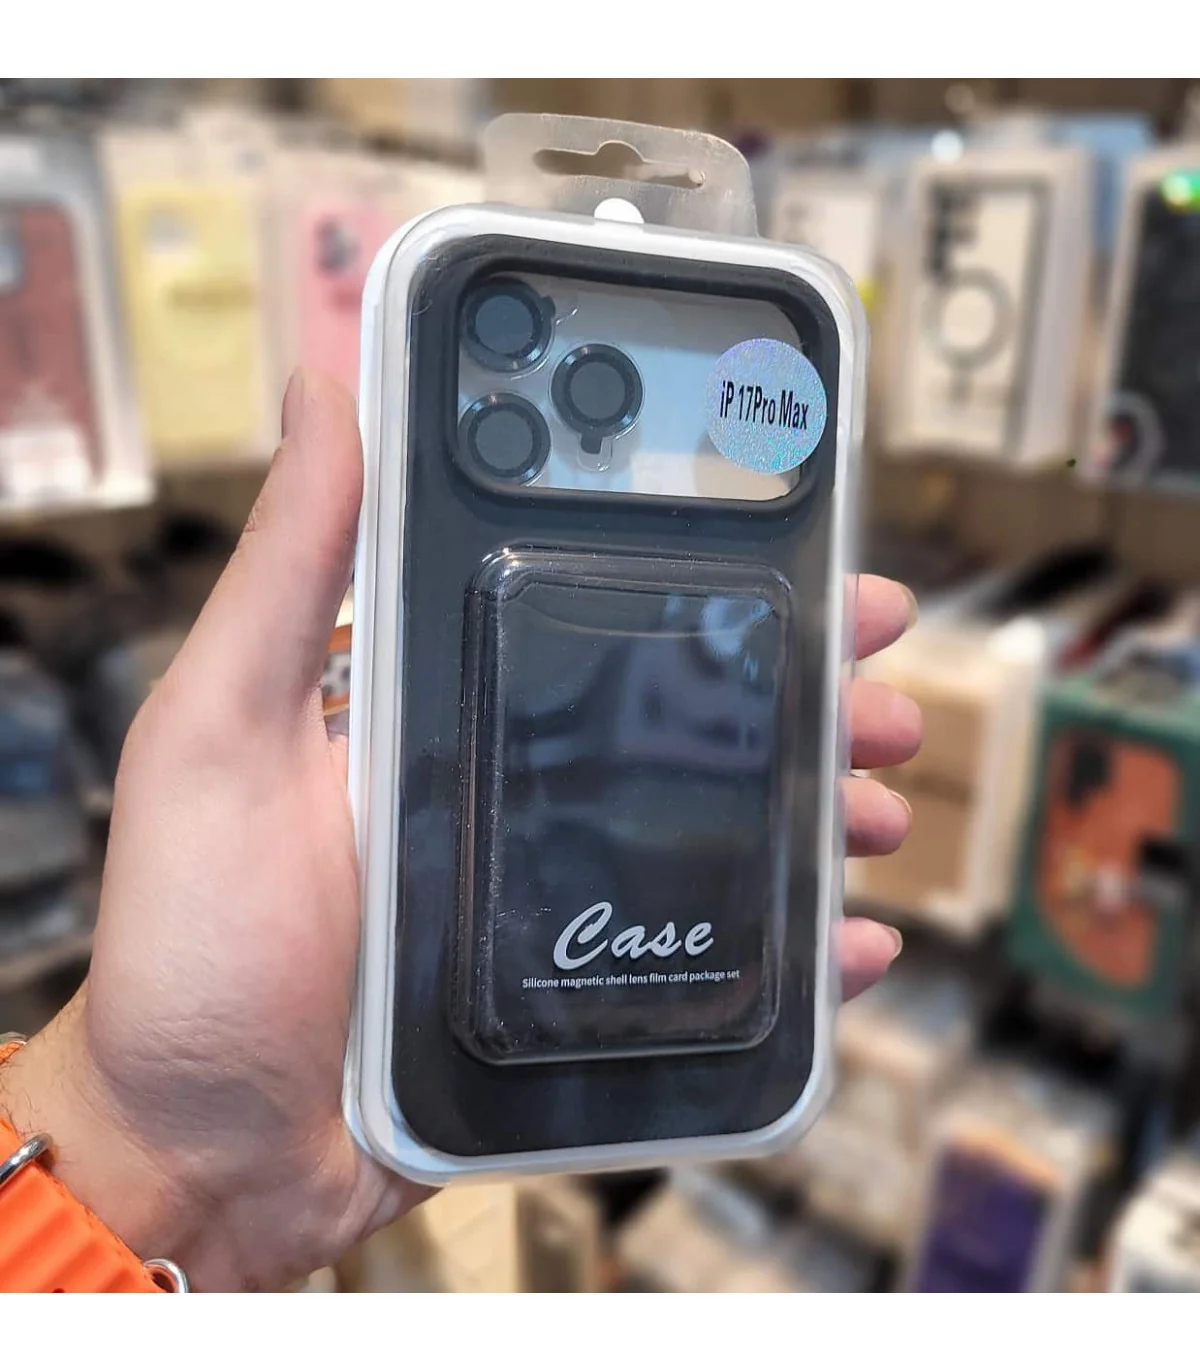 iP 17Pro Max
Case
Silicone magnetic shell lens film card package set